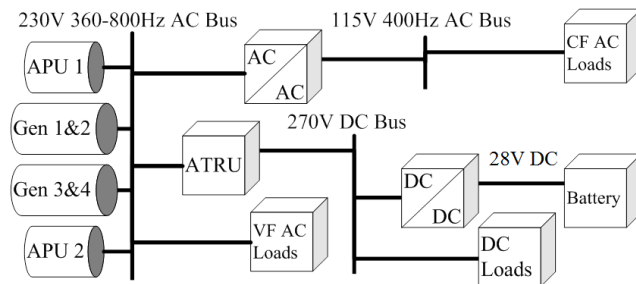 230V 360-800Hz AC Bus
115V 400Hz AC Bus
APU 1
AC
AC
CF AC
Loads
Gen 1&2
270V DC Bus
ATRU
28V DC
Gen 3&4
DC
DC
Battery
APU 2
VF AC
Loads
DC
Loads